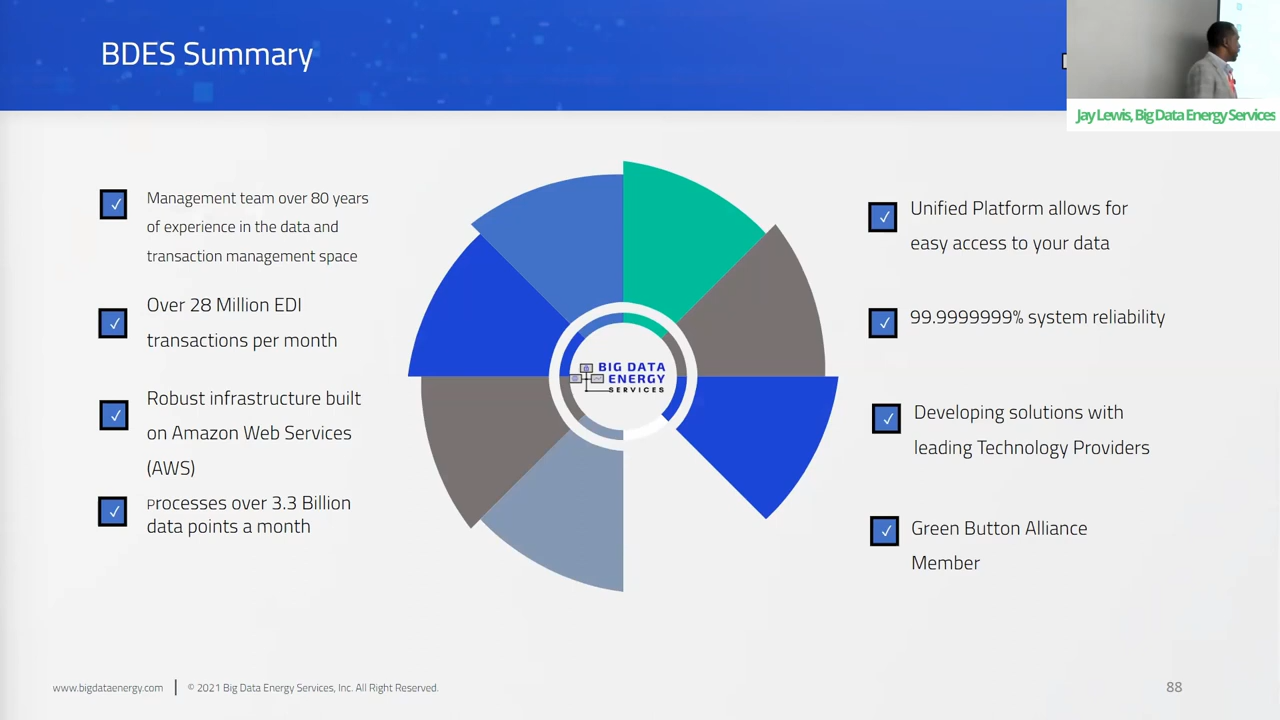 BDES Summary
Jay Lewis, Big Data Energy Services
Management team over 80 years
of experience in the data and
transaction management space
Over 28 Million EDI
transactions per month
Robust infrastructure built
on Amazon Web Services
(AWS)
Processes over 3.3 Billion
data points a month
BIG DATA
ENERGY
SERVICES
Unified Platform allows for
easy access to your data
99.9999999% system reliability
Developing solutions with
leading Technology Providers
Green Button Alliance
Member
www.bigdataenergy.com | © 2021 Big Data Energy Services, Inc. All Right Reserved.
88